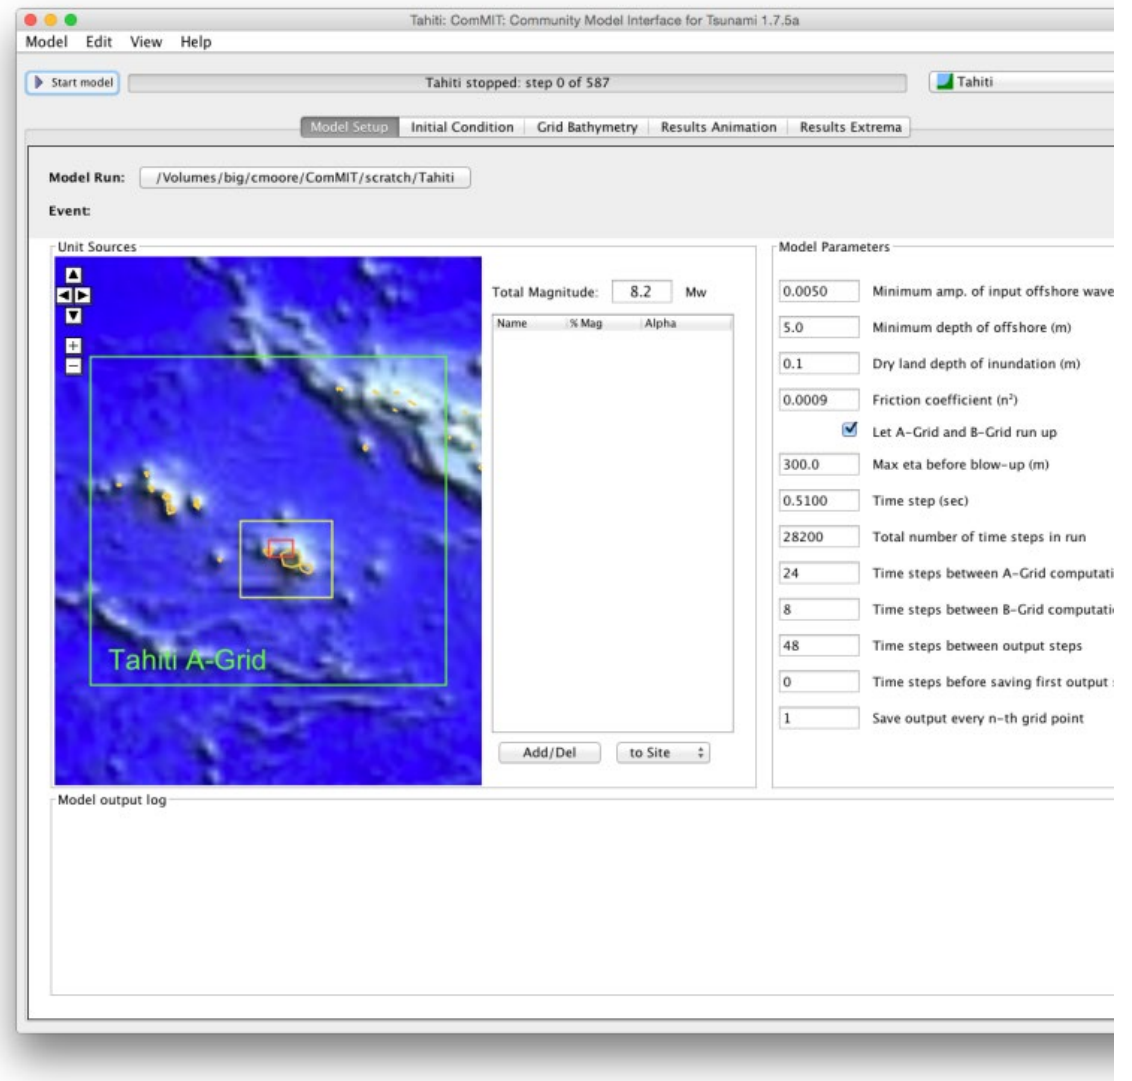 Tahiti: ComMIT: Community Model Interface for Tsunami 1.7.5a
Model Edit View Help
Start model
Tahiti stopped: step 0 of 587
Tahiti
Model Setup Initial Condition Grid Bathymetry Results Animation Results Extrema
Model Run: /Volumes/big/cmoore/ComMIT/scratch/Tahiti
Event:
Unit Sources
Total Magnitude: 8.2 Mw
Name % Mag Alpha
Tahiti A-Grid
Add/Del to Site
Model Parameters
0.0050 Minimum amp. of input offshore wave
5.0 Minimum depth of offshore (m)
0.1 Dry land depth of inundation (m)
0.0009 Friction coefficient (n²)
Let A-Grid and B-Grid run up
300.0 Max eta before blow-up (m)
0.5100 Time step (sec)
28200 Total number of time steps in run
24 Time steps between A-Grid computati
8 Time steps between B-Grid computati
48 Time steps between output steps
0 Time steps before saving first output
1 Save output every n-th grid point
Model output log